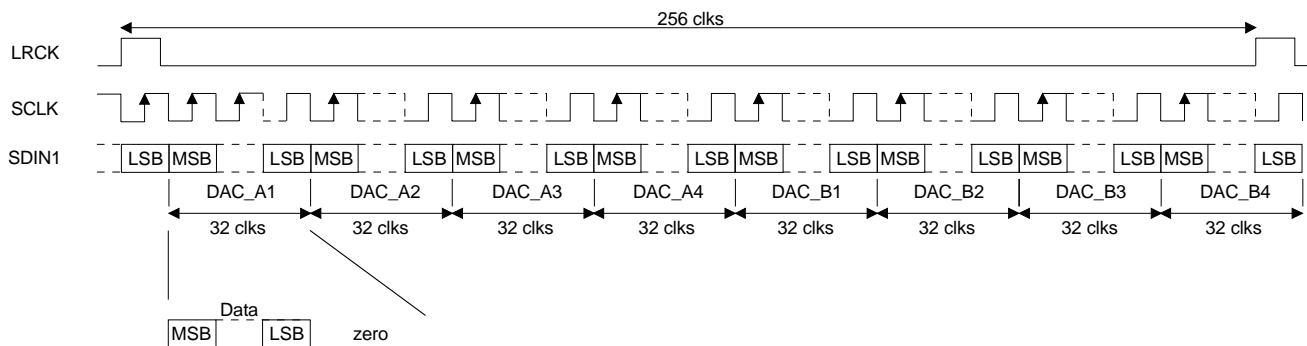 256 clks
LRCK
SCLK
SDIN1 LSB MSB LSB MSB LSB MSB LSB MSB LSB MSB LSB MSB LSB MSB LSB MSB LSB
DAC_A1 DAC_A2 DAC_A3 DAC_A4 DAC_B1 DAC_B2 DAC_B3 DAC_B4
32 clks 32 clks 32 clks 32 clks 32 clks 32 clks 32 clks 32 clks
Data
MSB LSB zero